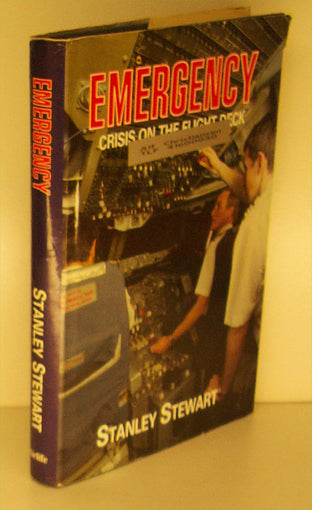 EMERGENCY
CRISIS ON THE FLIGHT DECK
STANLEY STEWART
EMERGENCY
STANLEY STEWART